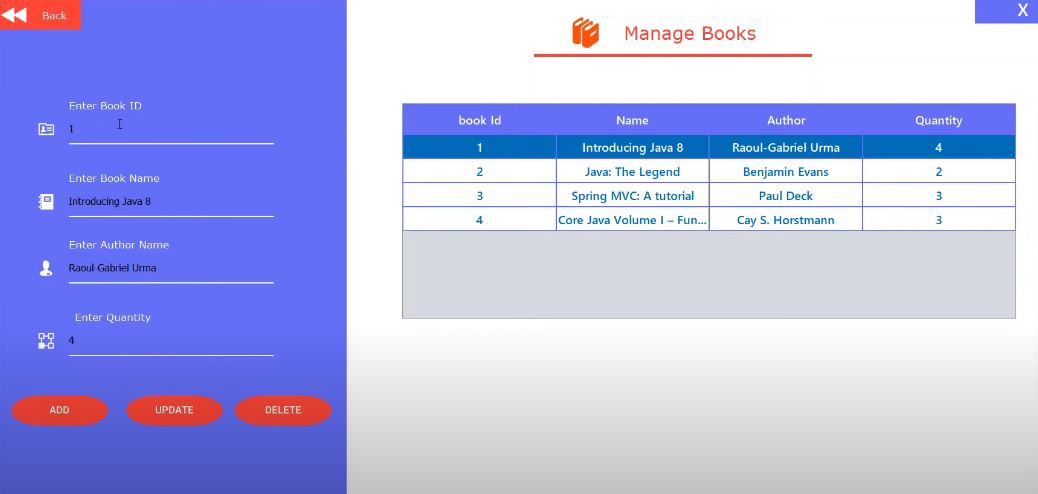 Back
X
Manage Books
Enter Book ID
1
Enter Book Name
Introducing Java 8
Enter Author Name
Raoul-Gabriel Urma
Enter Quantity
4
ADD UPDATE DELETE
book Id Name Author Quantity
1 Introducing Java 8 Raoul-Gabriel Urma 4
2 Java: The Legend Benjamin Evans 2
3 Spring MVC: A tutorial Paul Deck 3
4 Core Java Volume I – Fun... Cay S. Horstmann 3